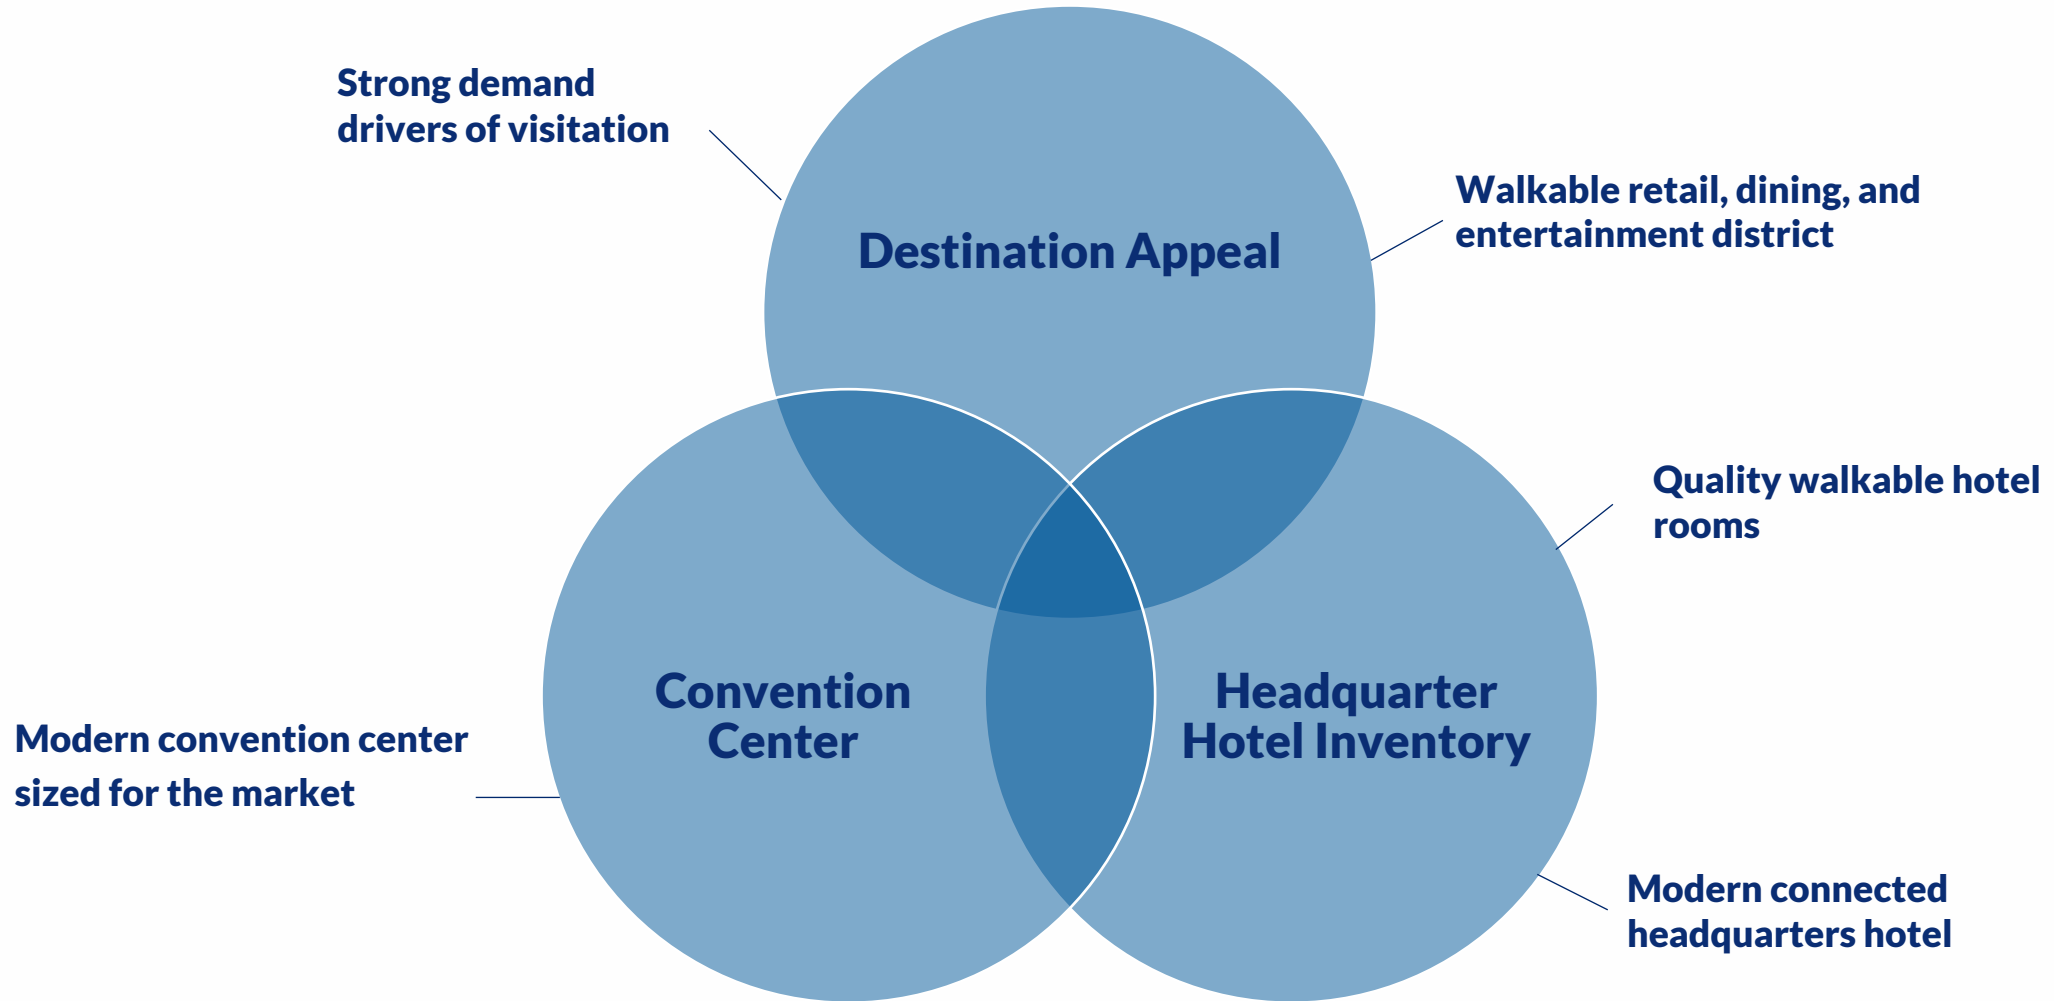 Strong demand
drivers of visitation
Walkable retail, dining, and
entertainment district
Destination Appeal
Quality walkable hotel
rooms
Convention
Center
Headquarter
Hotel Inventory
Modern convention center
sized for the market
Modern connected
headquarters hotel